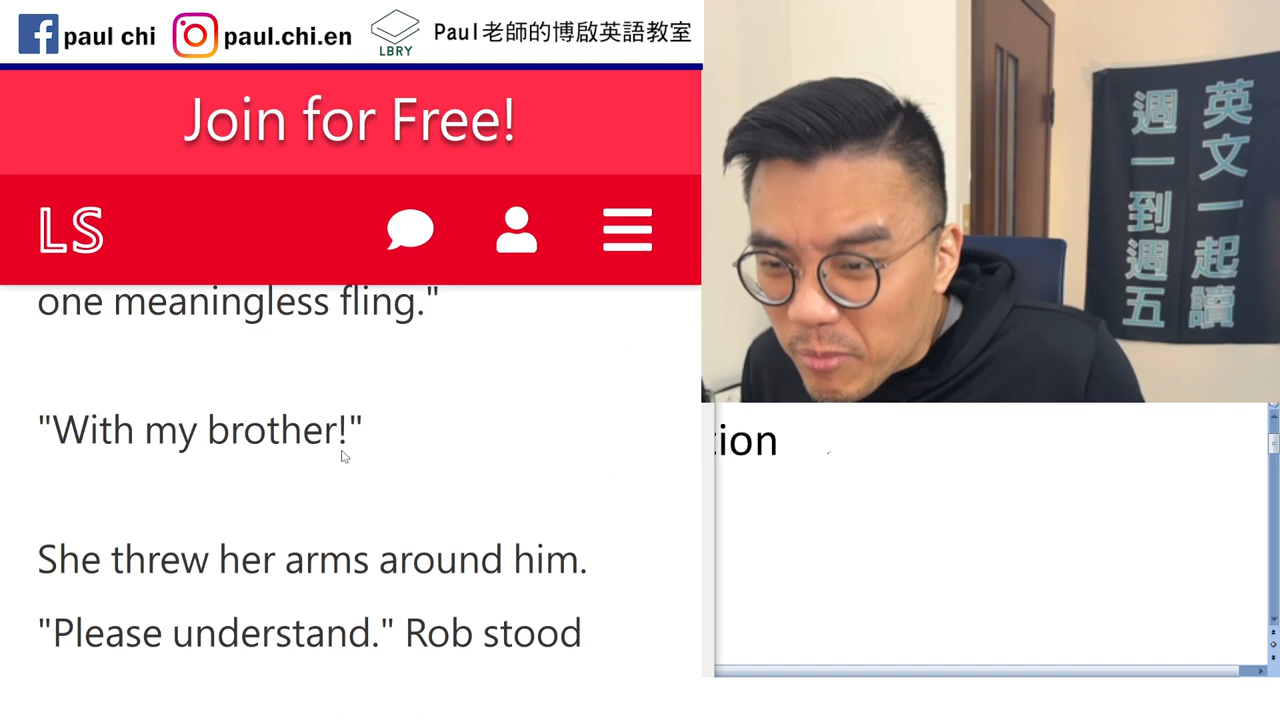 paul chi
paul.chi.en
LBRY
Paul老師的博啟英語教室
Join for Free!
LS
one meaningless fling."
"With my brother!"
She threw her arms around him.
"Please understand." Rob stood
英文一起讀
週一到週五
tion